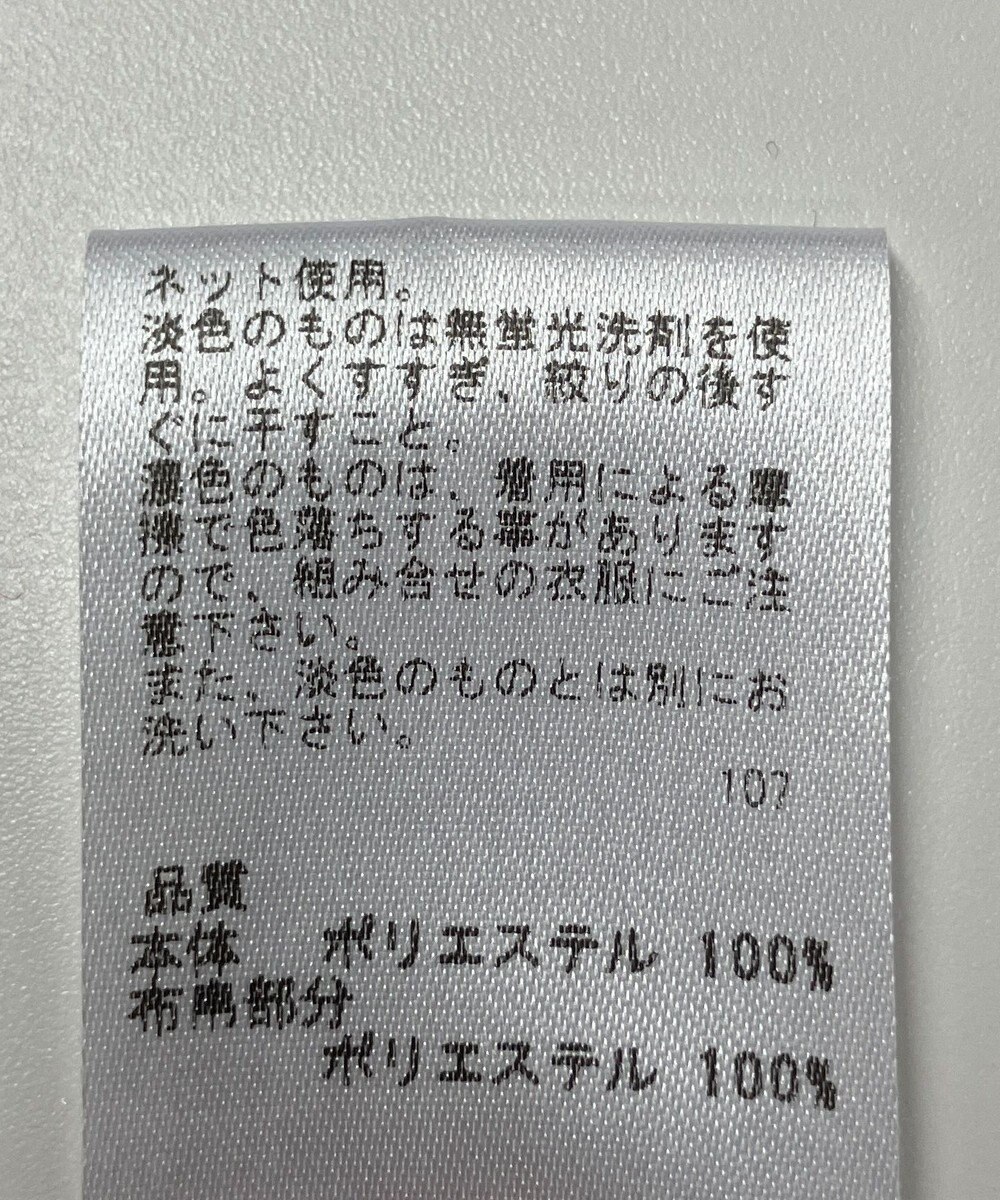 ネット使用。
淡色のものは無蛍光洗剤を使
用。よくすすぎ、絞りの後す
ぐに干すこと。
濃色のものは、着用による摩
擦で色落ちする事があります
ので、組み合せの衣服にご注
意下さい。
また、淡色のものとは別にお
洗い下さい。
107
品質
本体 ポリエステル 100%
布帛部分
ポリエステル 100%